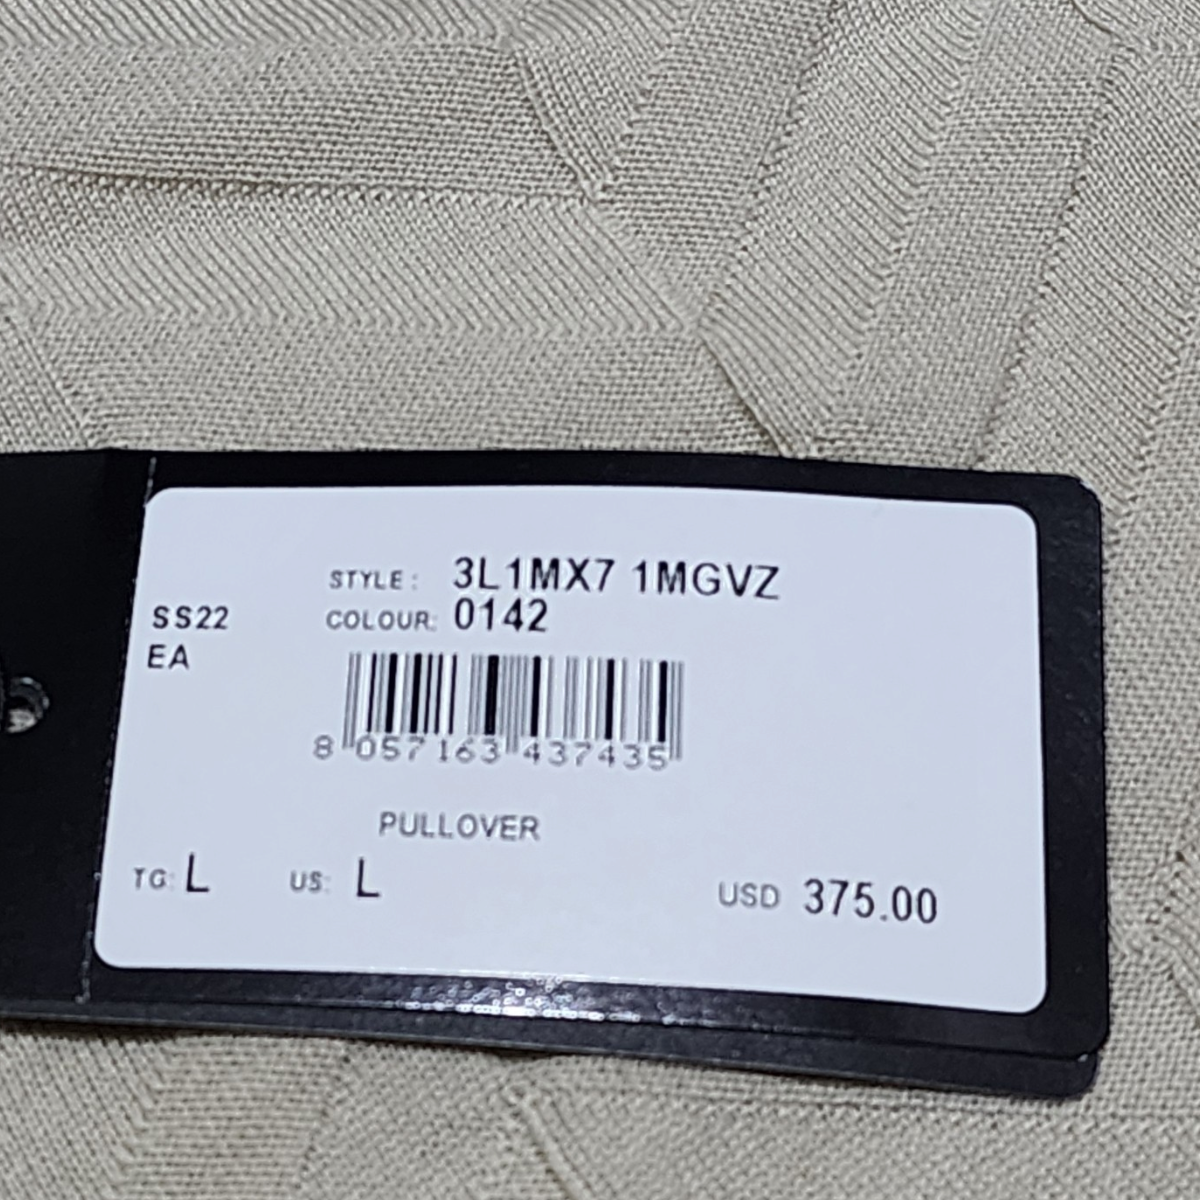 STYLE: 3L1MX7 1MGVZ
SS22 COLOUR: 0142
EA
8 057163 437435
PULLOVER
TG: L US: L USD 375.00